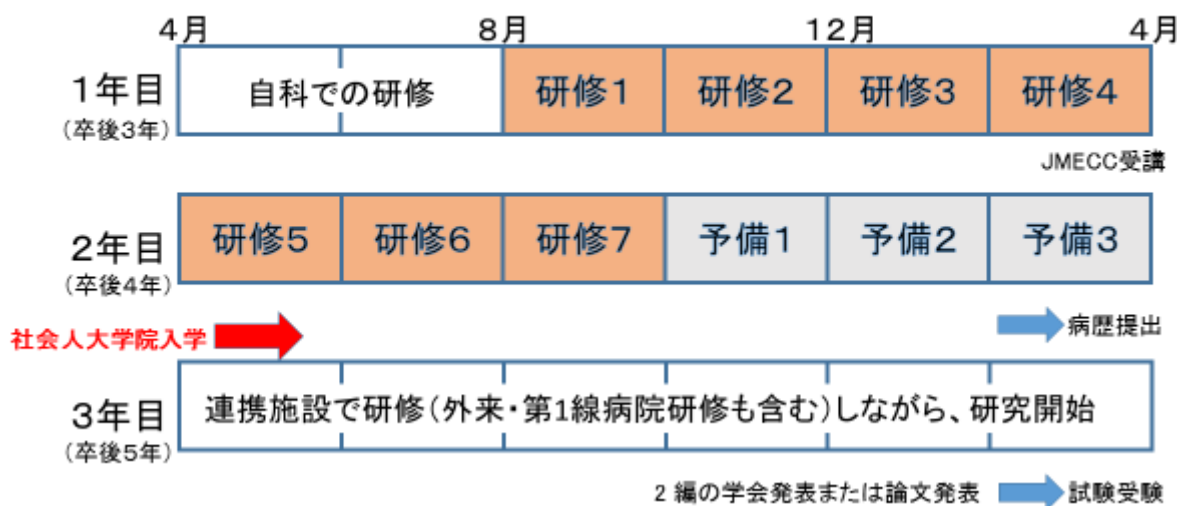 4月 8月 12月 4月
1年目
(卒後3年)
自科での研修 研修1 研修2 研修3 研修4
JMECC受講
2年目
(卒後4年)
研修5 研修6 研修7 予備1 予備2 予備3
社会人大学院入学
病歴提出
3年目
(卒後5年)
連携施設で研修(外来・第1線病院研修も含む)しながら、研究開始
2編の学会発表または論文発表 試験受験